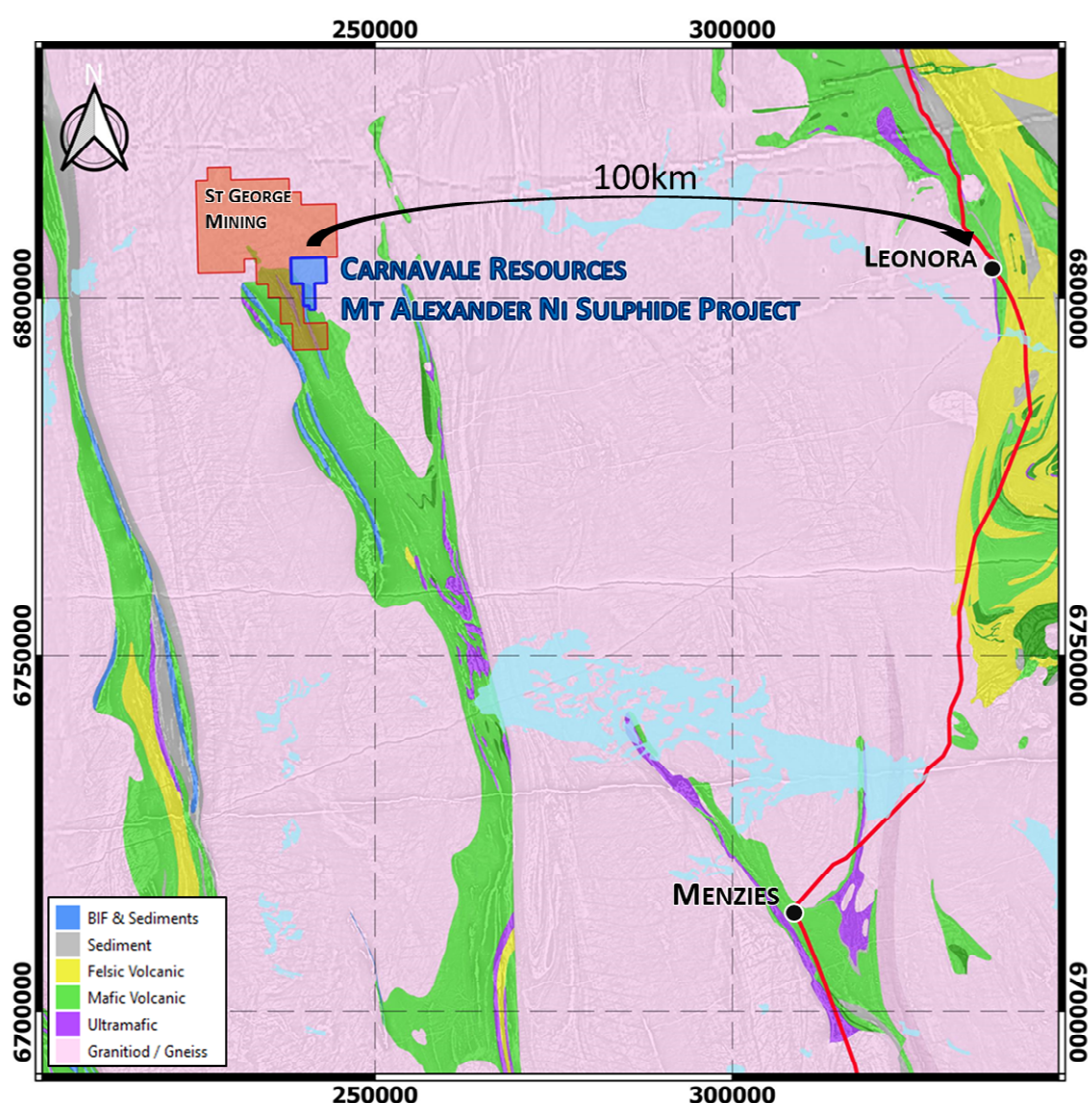 250000
300000
N
ST GEORGE
MINING
100km
LEONORA
CARNAVALE RESOURCES
MT ALEXANDER NI SULPHIDE PROJECT
6800000
6800000
6750000
6750000
MENZIES
BIF & Sediments
Sediment
Felsic Volcanic
Mafic Volcanic
Ultramafic
Granitiod / Gneiss
6700000
6700000
250000
300000